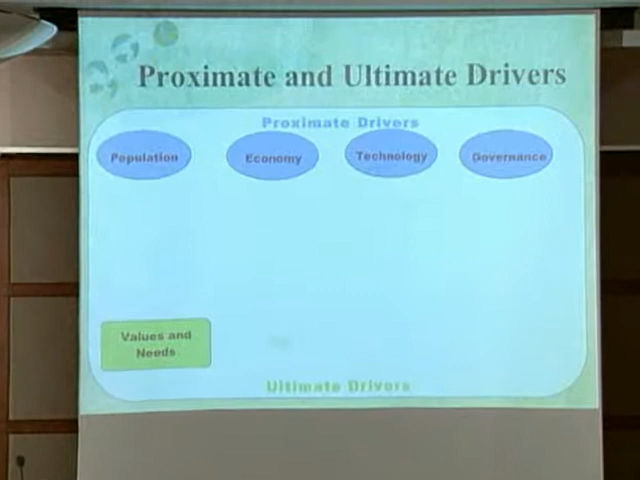 Proximate and Ultimate Drivers
Proximate Drivers
Population
Economy
Technology
Governance
Values and
Needs
Ultimate Drivers